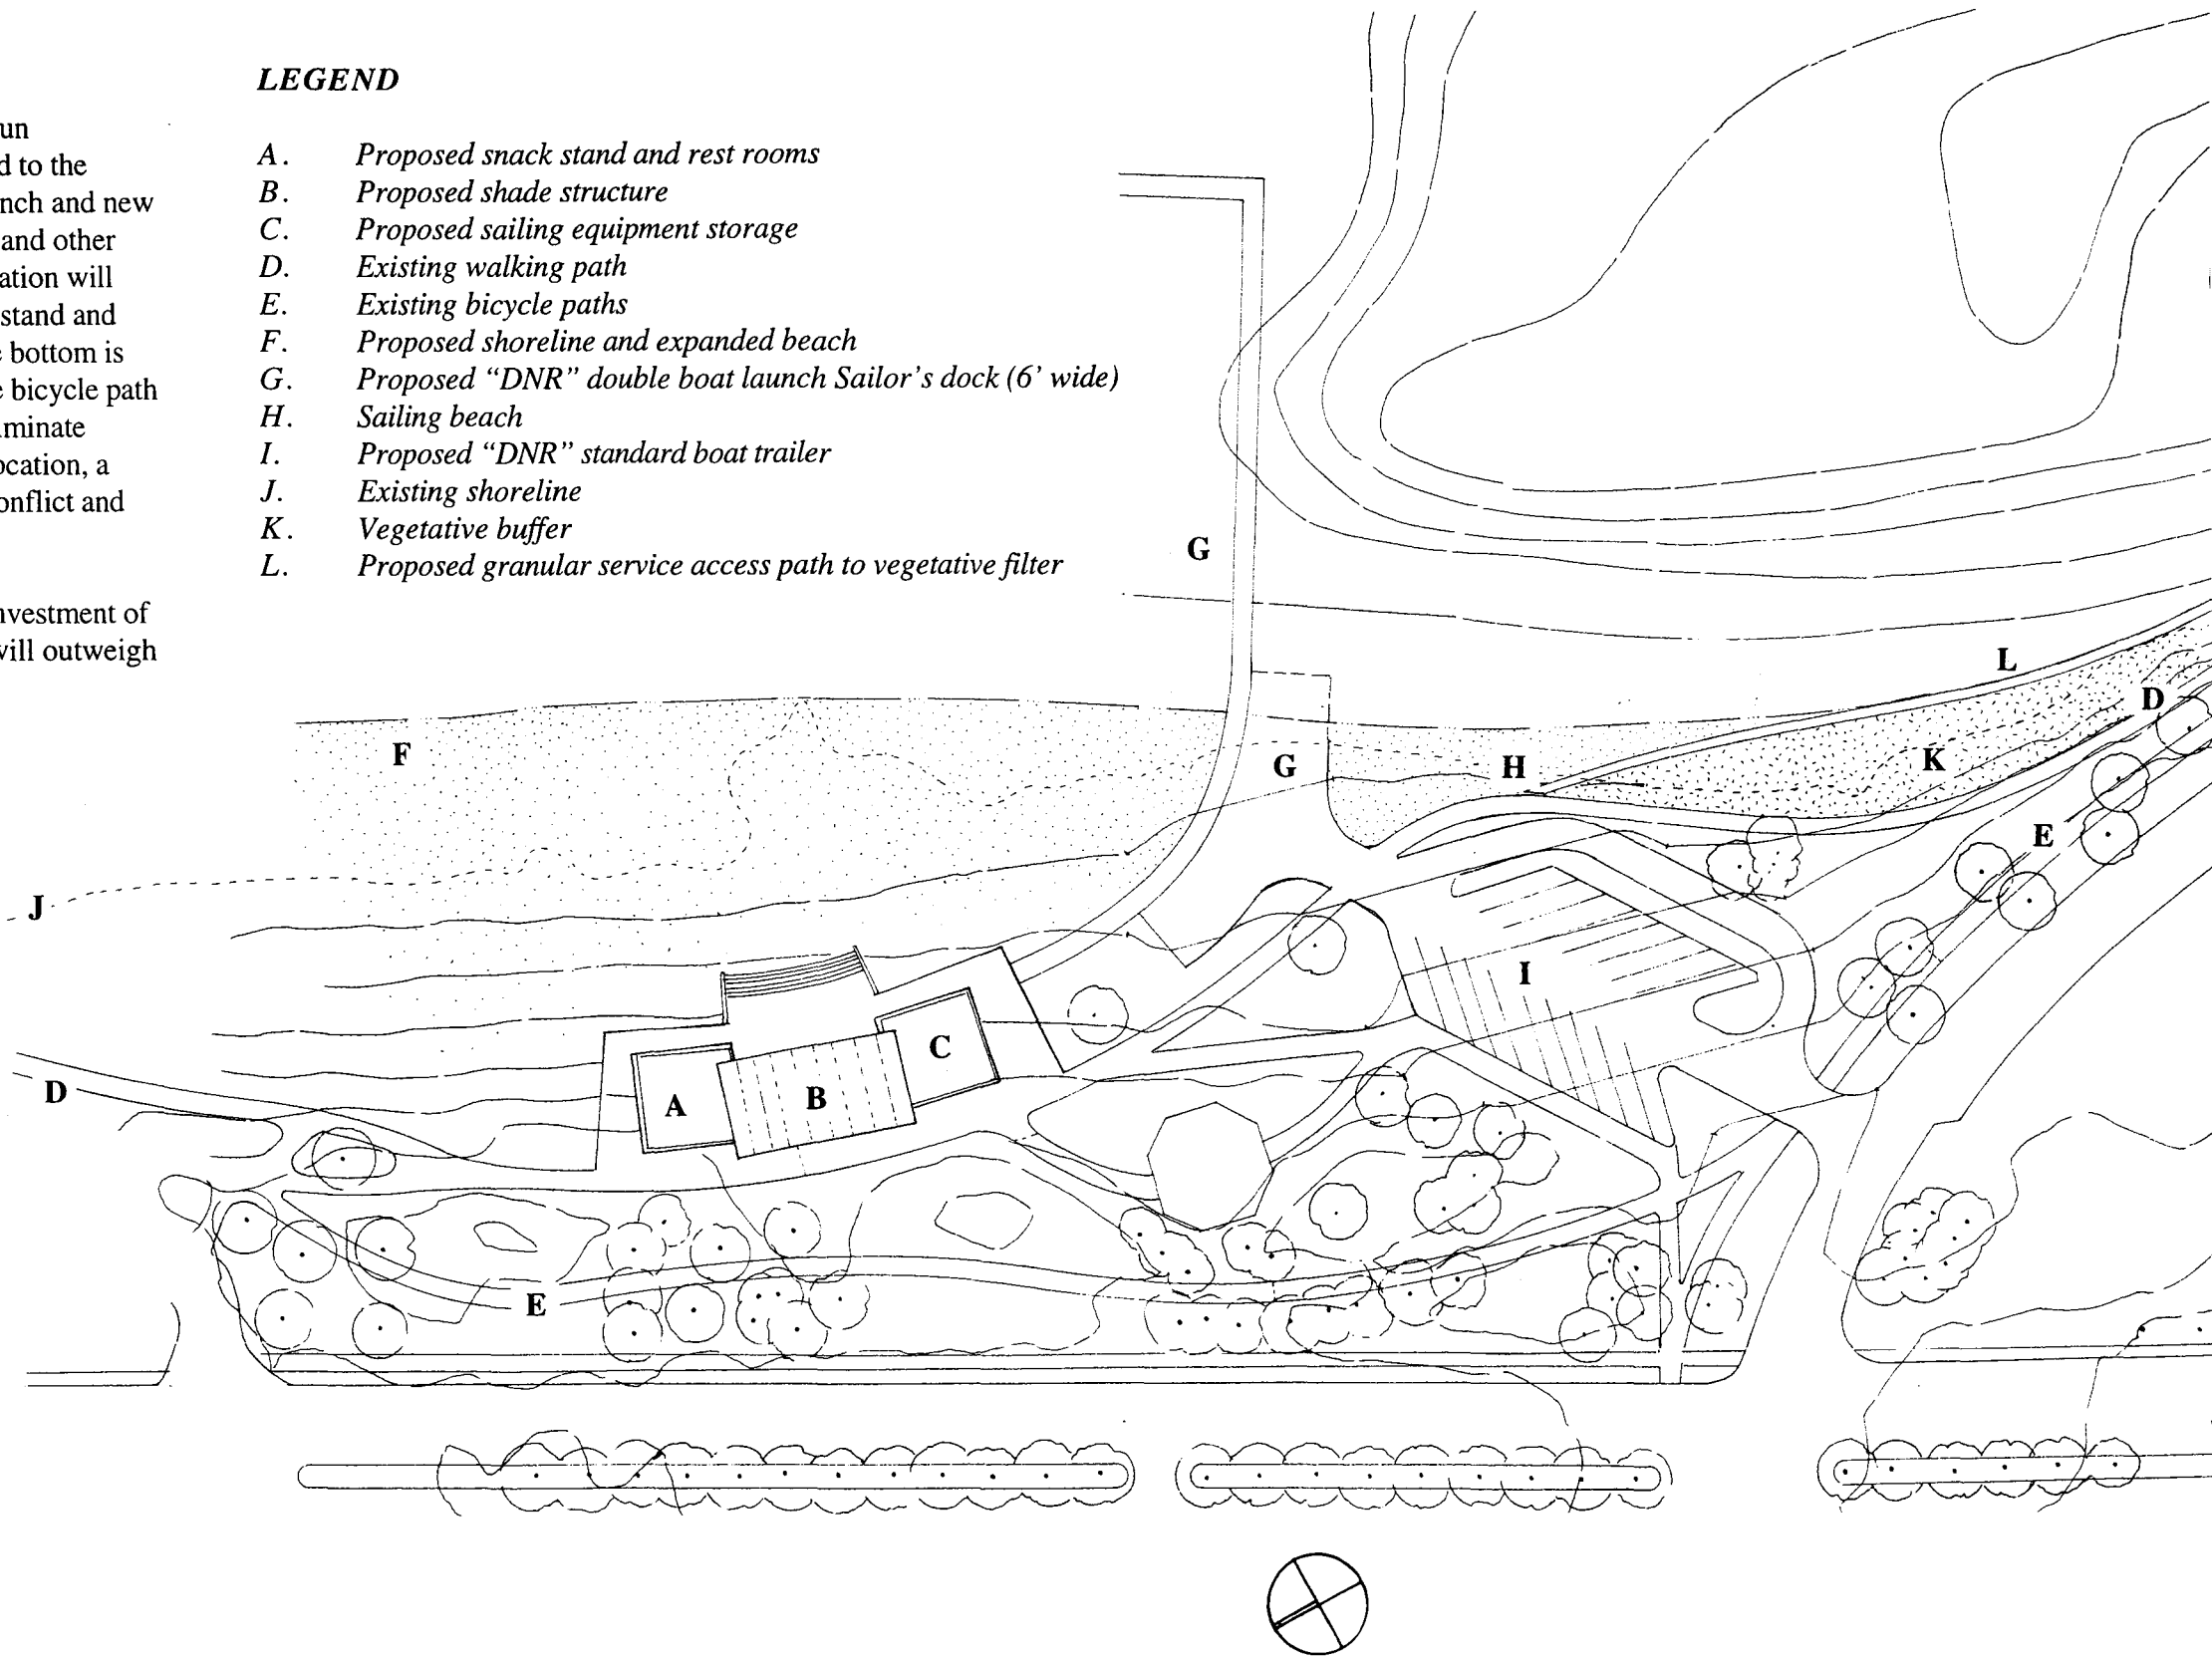 un
d to the
nch and new
and other
ation will
stand and
bottom is
bicycle path
minate
ocation, a
onflict and
nvestment of
will outweigh
LEGEND
A. Proposed snack stand and rest rooms
B. Proposed shade structure
C. Proposed sailing equipment storage
D. Existing walking path
E. Existing bicycle paths
F. Proposed shoreline and expanded beach
G. Proposed “DNR” double boat launch Sailor’s dock (6’ wide)
H. Sailing beach
I. Proposed “DNR” standard boat trailer
J. Existing shoreline
K. Vegetative buffer
L. Proposed granular service access path to vegetative filter
G
L
D
F
G
H
K
E
J
I
C
D
A
B
E